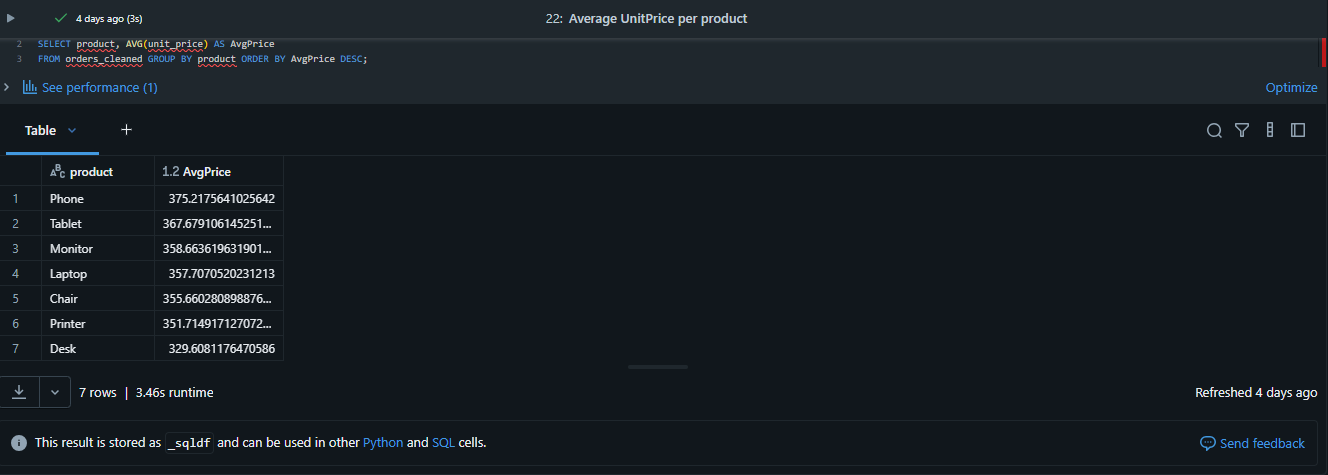 4 days ago (3s)
22: Average UnitPrice per product
2 SELECT product, AVG(unit_price) AS AvgPrice
3 FROM orders_cleaned GROUP BY product ORDER BY AvgPrice DESC;
See performance (1)
Optimize
Table
product 1.2 AvgPrice
1 Phone 375.2175641025642
2 Tablet 367.679106145251...
3 Monitor 358.663619631901...
4 Laptop 357.7070520231213
5 Chair 355.660280898876...
6 Printer 351.714917127072...
7 Desk 329.6081176470586
7 rows | 3.46s runtime
Refreshed 4 days ago
This result is stored as _sqldf and can be used in other Python and SQL cells.
Send feedback